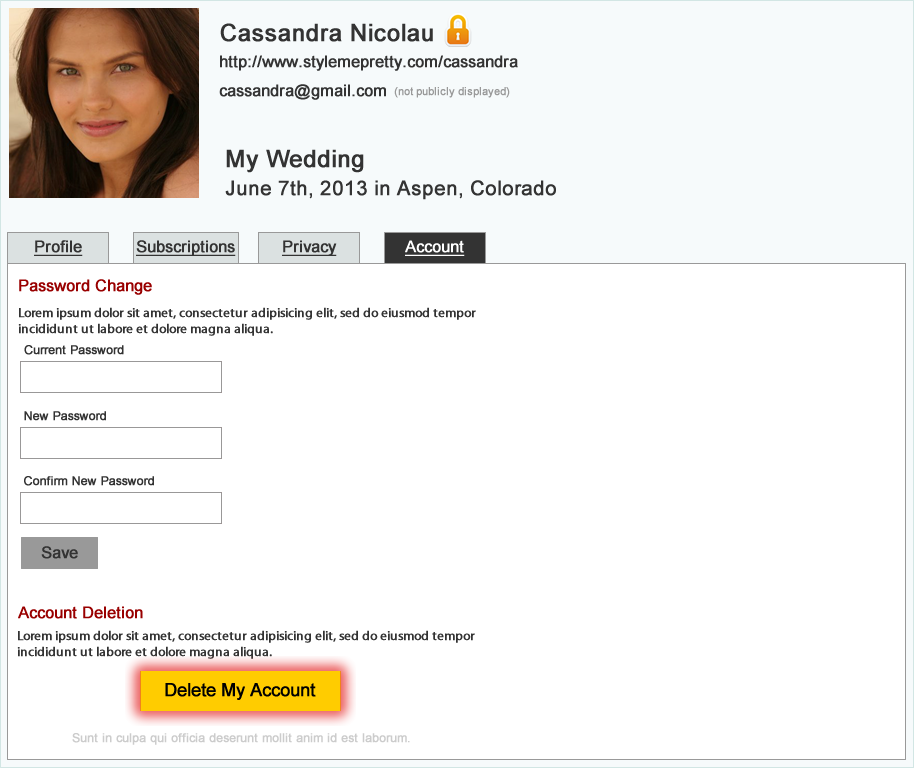 Cassandra Nicolau
http://www.stylemepretty.com/cassandra
cassandra@gmail.com (not publicly displayed)
My Wedding
June 7th, 2013 in Aspen, Colorado
Profile Subscriptions Privacy Account
Password Change
Lorem ipsum dolor sit amet, consectetur adipisicing elit, sed do eiusmod tempor
incididunt ut labore et dolore magna aliqua.
Current Password
New Password
Confirm New Password
Save
Account Deletion
Lorem ipsum dolor sit amet, consectetur adipisicing elit, sed do eiusmod tempor
incididunt ut labore et dolore magna aliqua.
Delete My Account
Sunt in culpa qui officia deserunt mollit anim id est laborum.